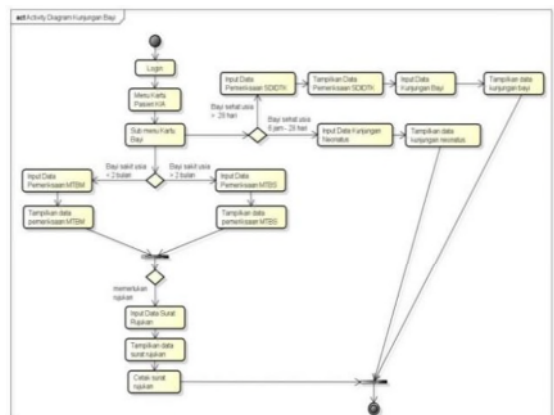 act Activity Diagram Kunjungan Bayi
Login
Menu Kartu
Pasien KIA
Sub menu Kartu
Bayi
Input Data
Pemeriksaan SDIDTK
Tampilkan Data
Pemeriksaan SDIDTK
Input Data
Kunjungan Bayi
Tampilkan data
kunjungan bayi
Bayi sehat usia
> 28 hari
Bayi sehat usia
6 jam - 28 hari
Input Data Kunjungan
Neonatus
Tampilkan data
kunjungan neonatus
Bayi sakit usia
< 2 bulan
Bayi sakit usia
> 2 bulan
Input Data
Pemeriksaan MTBM
Input Data
Pemeriksaan MTBS
Tampilkan data
pemeriksaan MTBM
Tampilkan data
pemeriksaan MTBS
memerlukan
rujukan
Input Data Surat
Rujukan
Tampilkan data
surat rujukan
Cetak surat
rujukan